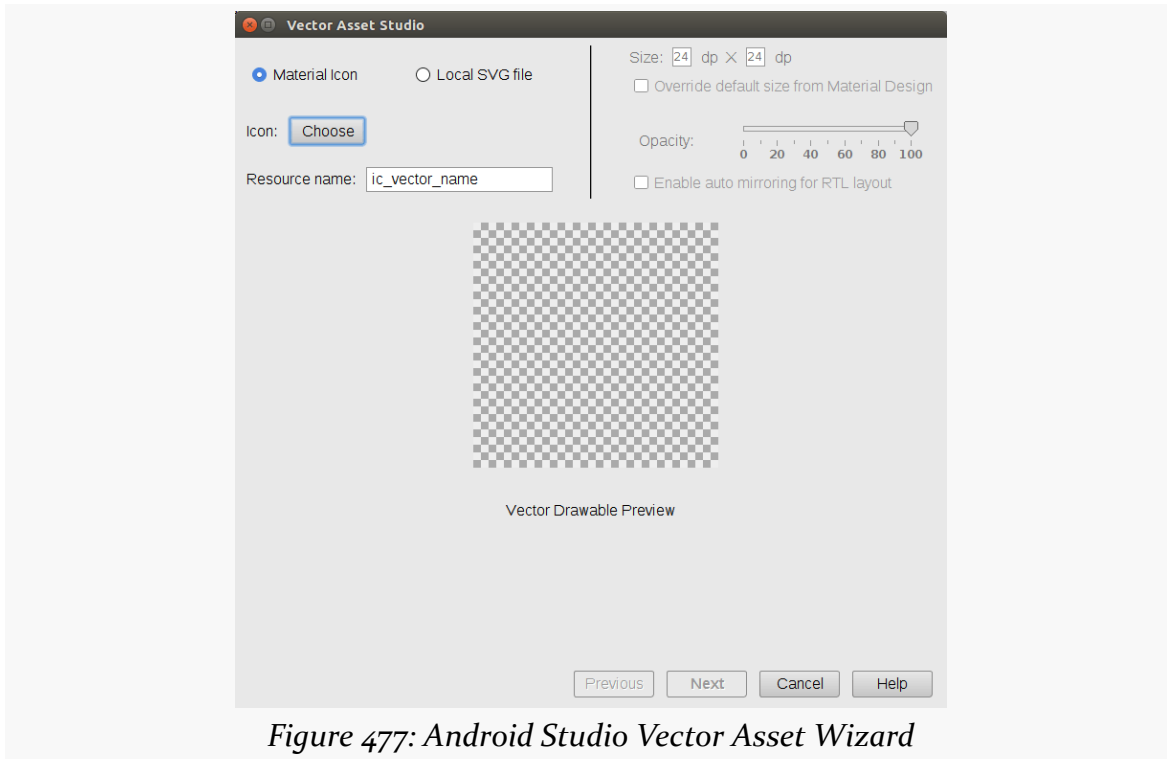 Vector Asset Studio
Material Icon
Local SVG file
Icon:
Choose
Resource name:
ic_vector_name
Size: 24 dp X 24 dp
Override default size from Material Design
Opacity:
0 20 40 60 80 100
Enable auto mirroring for RTL layout
Vector Drawable Preview
Previous
Next
Cancel
Help
Figure 477: Android Studio Vector Asset Wizard